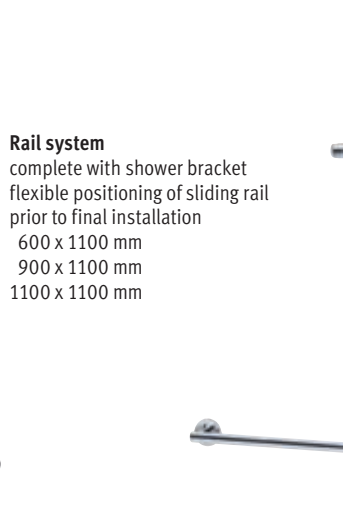 Rail system
complete with shower bracket
flexible positioning of sliding rail
prior to final installation
600 x 1100 mm
900 x 1100 mm
1100 x 1100 mm